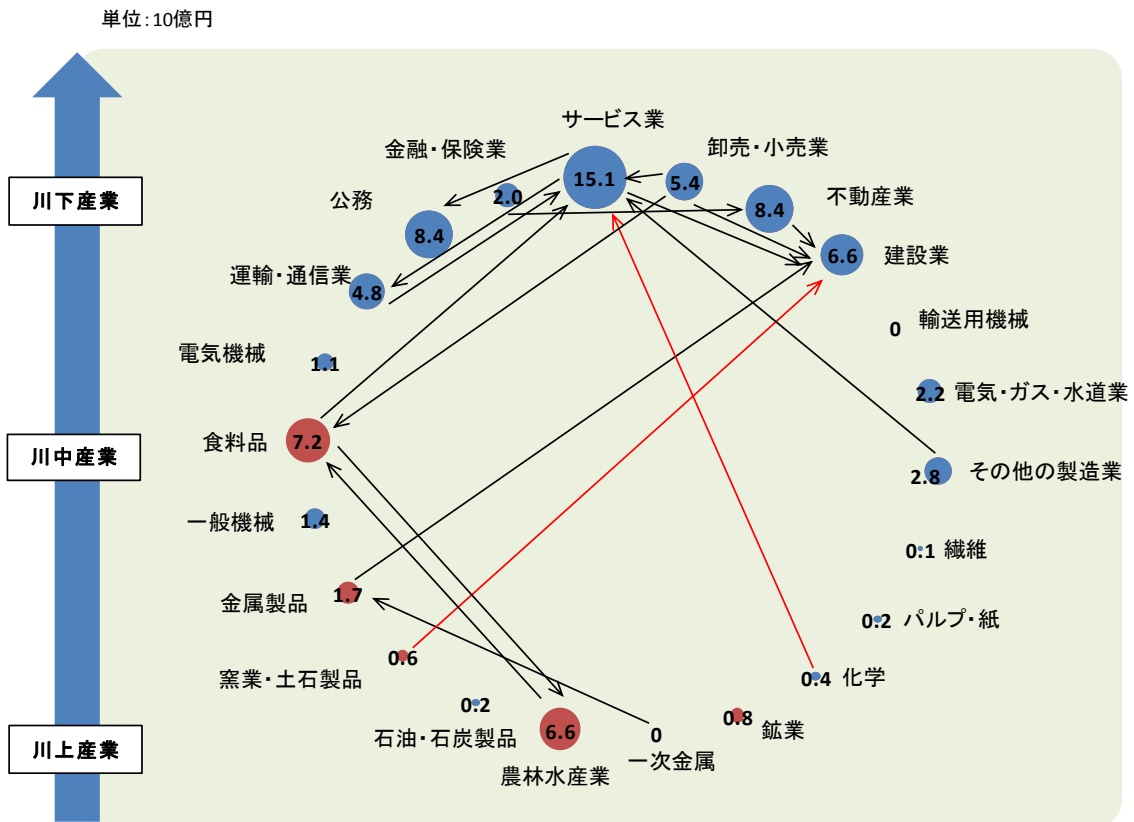 単位:10億円
サービス業
卸売・小売業
金融・保険業
15.1
5.4
川下産業
公務
2.0
8.4
不動産業
8.4
6.6
建設業
運輸・通信業
4.8
0
輸送用機械
電気機械
1.1
2.2
電気・ガス・水道業
川中産業
食料品
7.2
2.8
その他の製造業
一般機械
1.4
0.1
繊維
金属製品
1.7
0.2
パルプ・紙
窯業・土石製品
0.6
0.4
化学
0.2
石油・石炭製品
6.6
農林水産業
0
一次金属
0.8
鉱業
川上産業